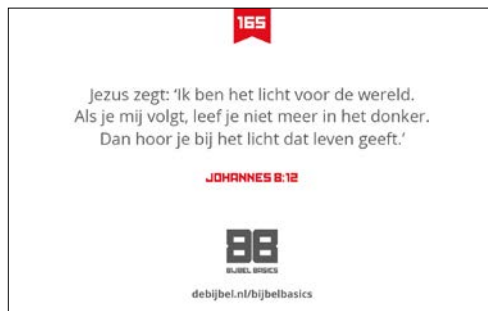 165
Jezus zegt: ‘Ik ben het licht voor de wereld.
Als je mij volgt, leef je niet meer in het donker.
Dan hoor je bij het licht dat leven geeft.’
JOHANNES 8:12
BB
BIJBEL BASICS
debijbel.nl/bijbelbasics